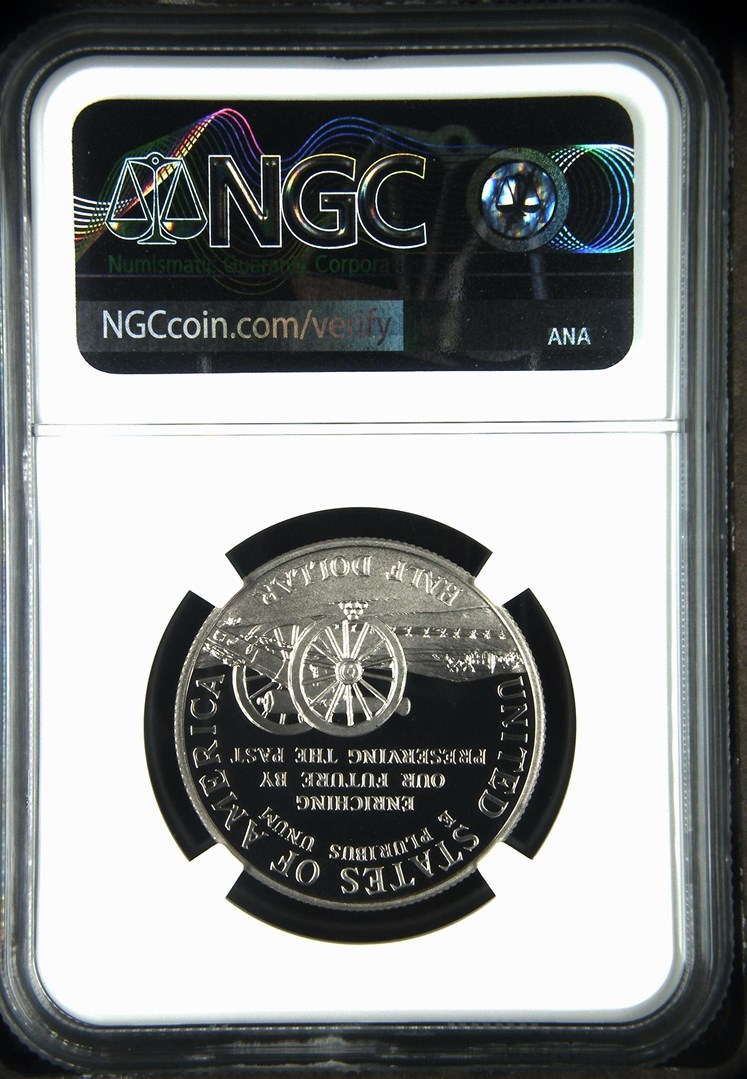 NGC
Numismatic Guaranty Corpora
NGCcoin.com/verify
ANA
UNITED STATES OF AMERICA
E PLURIBUS UNUM
ENRICHING
OUR FUTURE BY
PRESERVING THE PAST
HALF DOLLAR